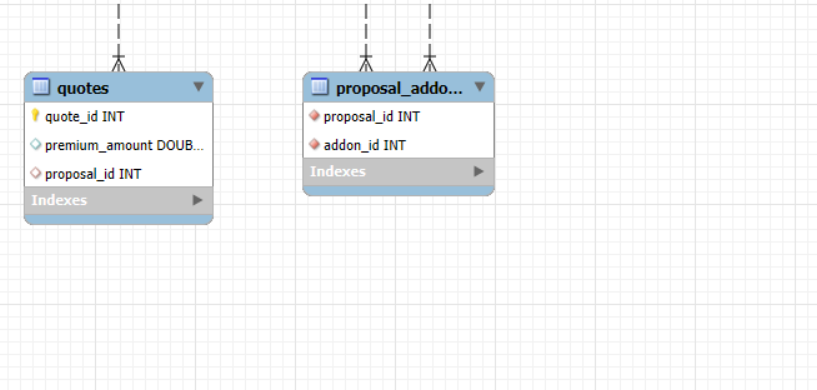 quotes
quote_id INT
premium_amount DOUB...
proposal_id INT
Indexes
proposal_addo...
proposal_id INT
addon_id INT
Indexes